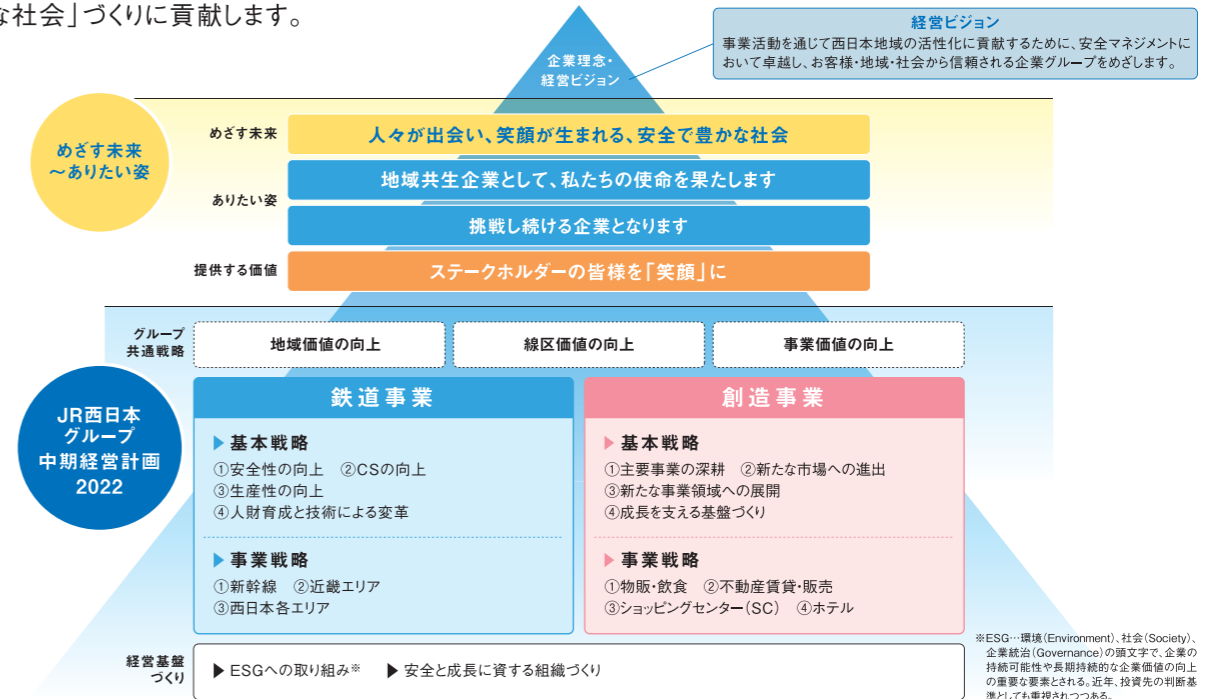 な社会」づくりに貢献します。
企業理念・
経営ビジョン
経営ビジョン
事業活動を通じて西日本地域の活性化に貢献するために、安全マネジメントに
おいて卓越し、お客様・地域・社会から信頼される企業グループをめざします。
めざす未来
～ありたい姿
めざす未来
人々が出会い、笑顔が生まれる、安全で豊かな社会
ありたい姿
地域共生企業として、私たちの使命を果たします
挑戦し続ける企業となります
提供する価値
ステークホルダーの皆様を「笑顔」に
JR西日本
グループ
中期経営計画
2022
グループ
共通戦略
地域価値の向上
線区価値の向上
事業価値の向上
鉄道事業
▶基本戦略
①安全性の向上 ②CSの向上
③生産性の向上
④人財育成と技術による変革
▶事業戦略
①新幹線 ②近畿エリア
③西日本各エリア
創造事業
▶基本戦略
①主要事業の深耕 ②新たな市場への進出
③新たな事業領域への展開
④成長を支える基盤づくり
▶事業戦略
①物販・飲食 ②不動産賃貸・販売
③ショッピングセンター(SC) ④ホテル
経営基盤
づくり
▶ESGへの取り組み※ ▶安全と成長に資する組織づくり
※ESG…環境(Environment)、社会(Society)、
企業統治(Governance)の頭文字で、企業の
持続可能性や長期持続的な企業価値の向上
の重要な要素とされる。近年、投資先の判断基
準としても重視されつつある。